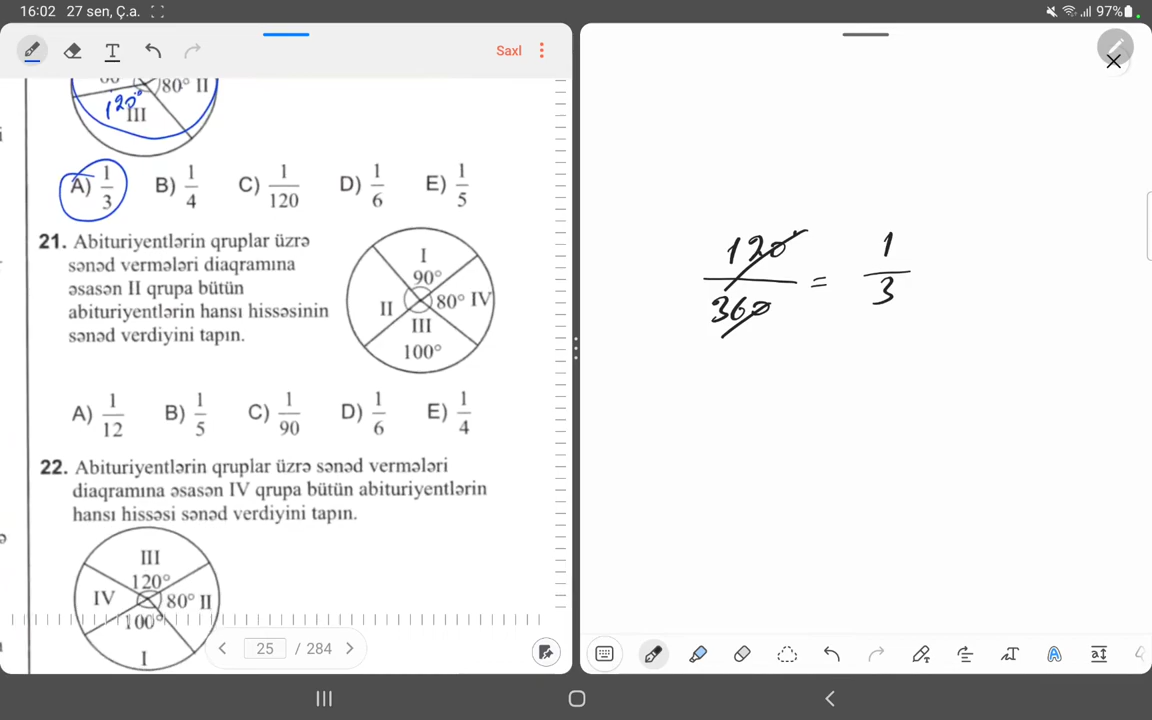 16:02 27 sen, Ç.a.
97%
T
Saxl
80° II
120°
III
A) 1/3 B) 1/4 C) 1/120 D) 1/6 E) 1/5
21. Abituriyentlərin qruplar üzrə
sənəd vermələri diaqramına
əsasən II qrupa bütün
abituriyentlərin hansı hissəsinin
sənəd verdiyini tapın.
I
90°
II
80° IV
III
100°
A) 1/12 B) 1/5 C) 1/90 D) 1/6 E) 1/4
22. Abituriyentlərin qruplar üzrə sənəd vermələri
diaqramına əsasən IV qrupa bütün abituriyentlərin
hansı hissəsi sənəd verdiyini tapın.
III
120°
IV
80° II
100°
I
25 / 284
120/360 = 1/3